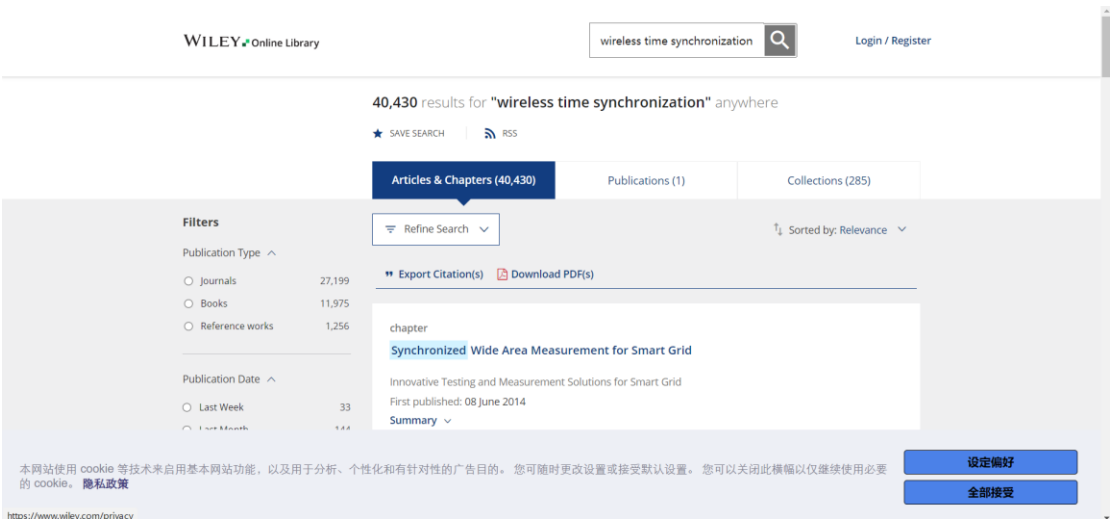 WILEY Online Library
wireless time synchronization
Login / Register
40,430 results for "wireless time synchronization" anywhere
SAVE SEARCH
RSS
Articles & Chapters (40,430)
Publications (1)
Collections (285)
Filters
Refine Search
Sorted by: Relevance
Publication Type
Journals 27,199
Books 11,975
Reference works 1,256
Export Citation(s) Download PDF(s)
chapter
Synchronized Wide Area Measurement for Smart Grid
Innovative Testing and Measurement Solutions for Smart Grid
First published: 08 June 2014
Summary
Publication Date
Last Week 33
Last Month 144
本网站使用 cookie 等技术来启用基本网站功能，以及用于分析、个性化和有针对性的广告目的。 您可随时更改设置或接受默认设置。 您可以关闭此横幅以仅继续使用必要
的 cookie。 隐私政策
设定偏好
全部接受
https://www.wiley.com/privacy